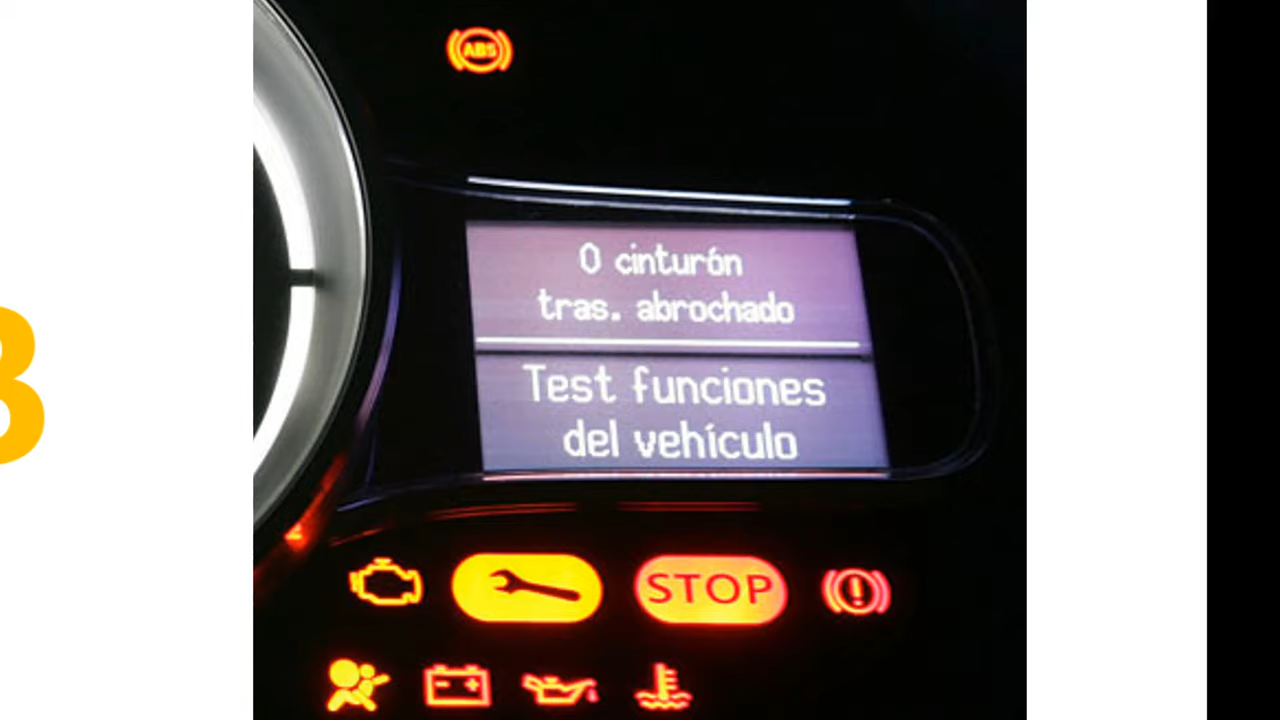 ABS
0 cinturón
tras. abrochado
Test funciones
del vehículo
STOP